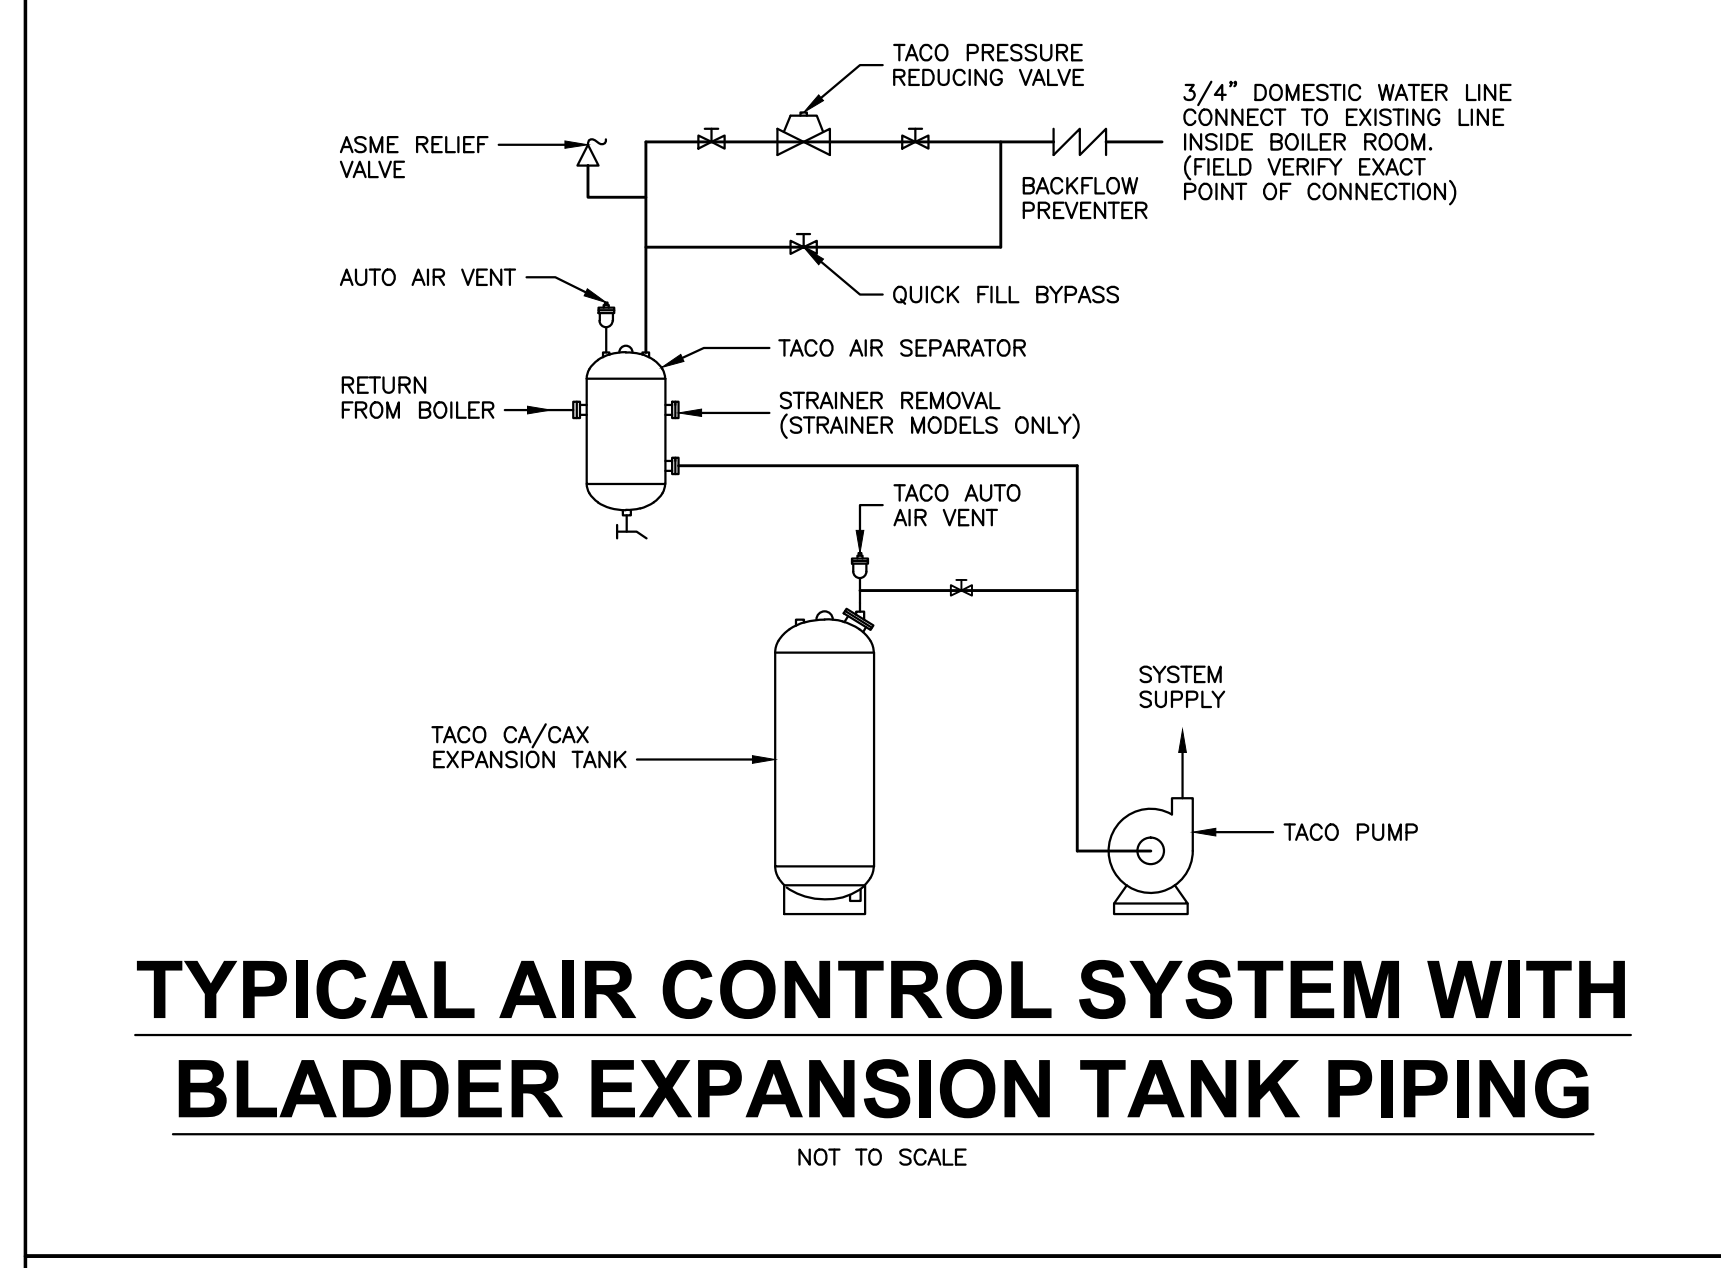 TACO PRESSURE
REDUCING VALVE
3/4” DOMESTIC WATER LINE
CONNECT TO EXISTING LINE
INSIDE BOILER ROOM.
(FIELD VERIFY EXACT
POINT OF CONNECTION)
ASME RELIEF
VALVE
BACKFLOW
PREVENTER
AUTO AIR VENT
QUICK FILL BYPASS
TACO AIR SEPARATOR
RETURN
FROM BOILER
STRAINER REMOVAL
(STRAINER MODELS ONLY)
TACO AUTO
AIR VENT
SYSTEM
SUPPLY
TACO CA/CAX
EXPANSION TANK
TACO PUMP
TYPICAL AIR CONTROL SYSTEM WITH
BLADDER EXPANSION TANK PIPING
NOT TO SCALE